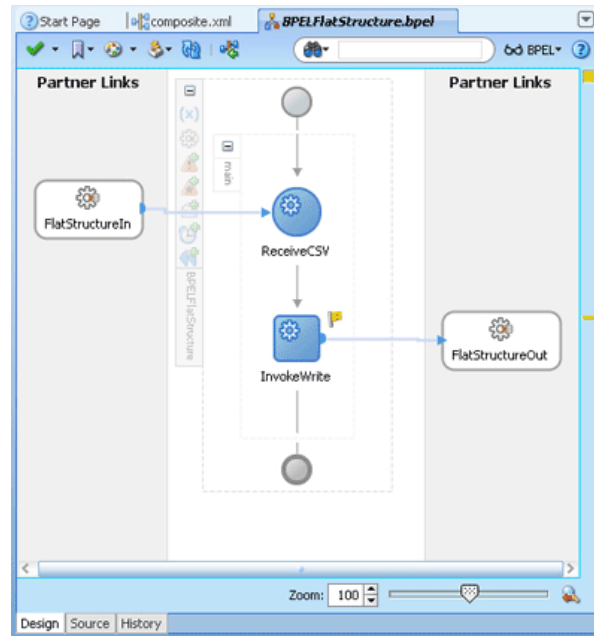 Start Page composite.xml BPELFlatStructure.bpel
BPEL
Partner Links
Partner Links
(x)
main
FlatStructureIn
ReceiveCSV
BPELFlatStructure
FlatStructureOut
InvokeWrite
Zoom: 100
Design Source History